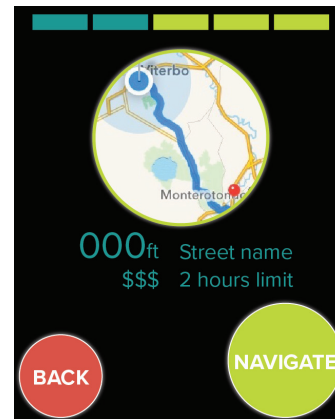 Viterbo
Monterotondo
000ft Street name
$$$ 2 hours limit
BACK
NAVIGATE